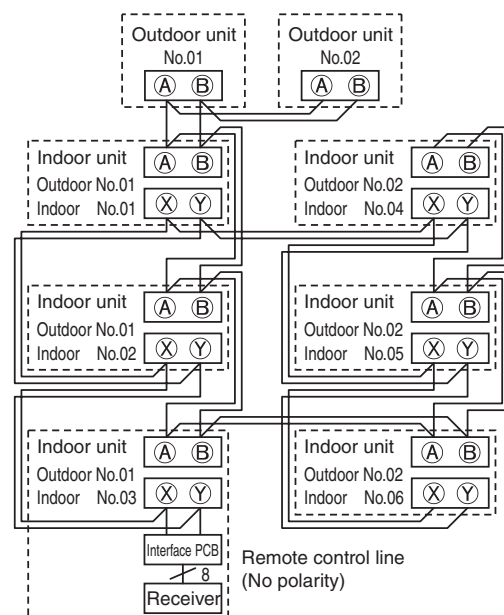 Outdoor unit
No.01
Ⓐ Ⓑ
Outdoor unit
No.02
Ⓐ Ⓑ
Indoor unit
Outdoor No.01
Indoor No.01
Ⓐ Ⓑ
Ⓧ Ⓨ
Indoor unit
Outdoor No.02
Indoor No.04
Ⓐ Ⓑ
Ⓧ Ⓨ
Indoor unit
Outdoor No.01
Indoor No.02
Ⓐ Ⓑ
Ⓧ Ⓨ
Indoor unit
Outdoor No.02
Indoor No.05
Ⓐ Ⓑ
Ⓧ Ⓨ
Indoor unit
Outdoor No.01
Indoor No.03
Ⓐ Ⓑ
Ⓧ Ⓨ
Indoor unit
Outdoor No.02
Indoor No.06
Ⓐ Ⓑ
Ⓧ Ⓨ
Interface PCB
8
Receiver
Remote control line
(No polarity)